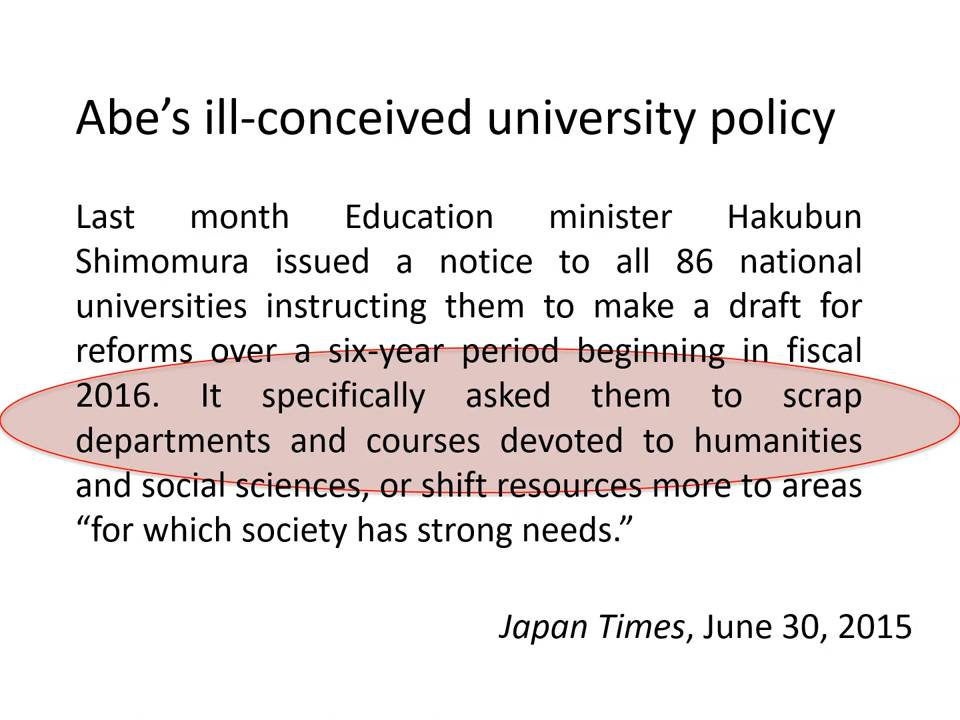 Abe’s ill-conceived university policy
Last month Education minister Hakubun
Shimomura issued a notice to all 86 national
universities instructing them to make a draft for
reforms over a six-year period beginning in fiscal
2016. It specifically asked them to scrap
departments and courses devoted to humanities
and social sciences, or shift resources more to areas
“for which society has strong needs.”
Japan Times, June 30, 2015